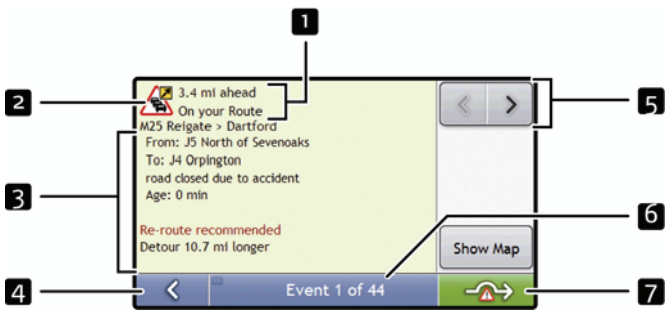 1
2
3.4 mi ahead
On your Route
M25 Reigate > Dartford
From: J5 North of Sevenoaks
To: J4 Orpington
road closed due to accident
Age: 0 min
Re-route recommended
Detour 10.7 mi longer
3
5
6
Show Map
4
Event 1 of 44
7